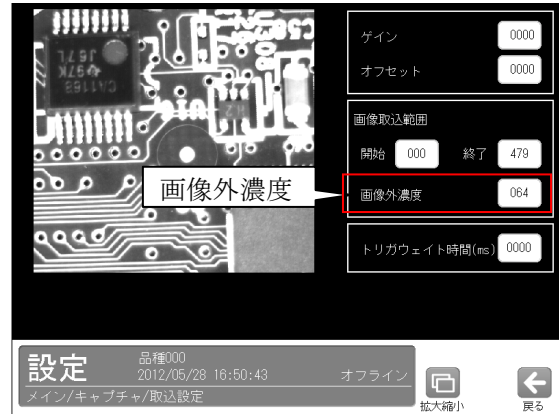 ゲイン 0000
オフセット 0000
画像取込範囲
開始 000 終了 479
画像外濃度
画像外濃度 064
トリガウェイト時間(ms) 0000
設定
品種000
2012/05/28 16:50:43 オフライン
メイン/キャプチャ/取込設定
拡大縮小 戻る